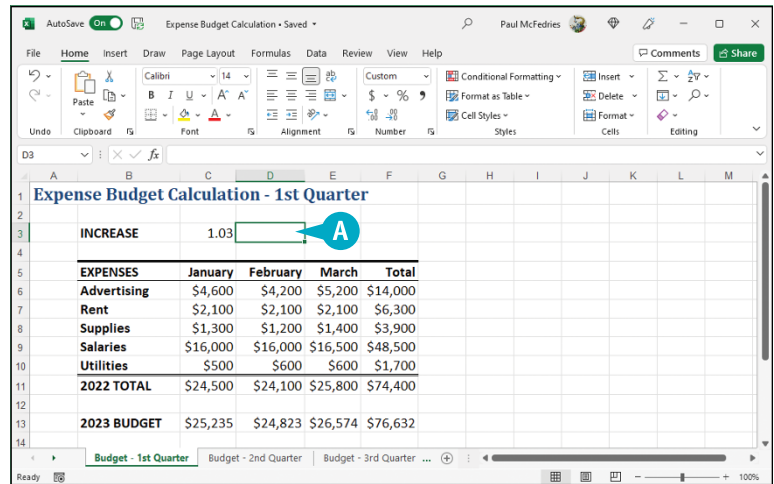 AutoSave On Expense Budget Calculation • Saved Paul McFedries
File Home Insert Draw Page Layout Formulas Data Review View Help Comments Share
Calibri 14 Custom Conditional Formatting Insert
Paste B I U A A $ % 9 Format as Table Delete
A Cell Styles Format
Undo Clipboard Font Alignment Number Styles Cells Editing
D3 fx
A B C D E F G H I J K L M
1 Expense Budget Calculation - 1st Quarter
2
3 INCREASE 1.03 A
4
5 EXPENSES January February March Total
6 Advertising $4,600 $4,200 $5,200 $14,000
7 Rent $2,100 $2,100 $2,100 $6,300
8 Supplies $1,300 $1,200 $1,400 $3,900
9 Salaries $16,000 $16,000 $16,500 $48,500
10 Utilities $500 $600 $600 $1,700
11 2022 TOTAL $24,500 $24,100 $25,800 $74,400
12
13 2023 BUDGET $25,235 $24,823 $26,574 $76,632
14
Budget - 1st Quarter Budget - 2nd Quarter Budget - 3rd Quarter ...
Ready 100%